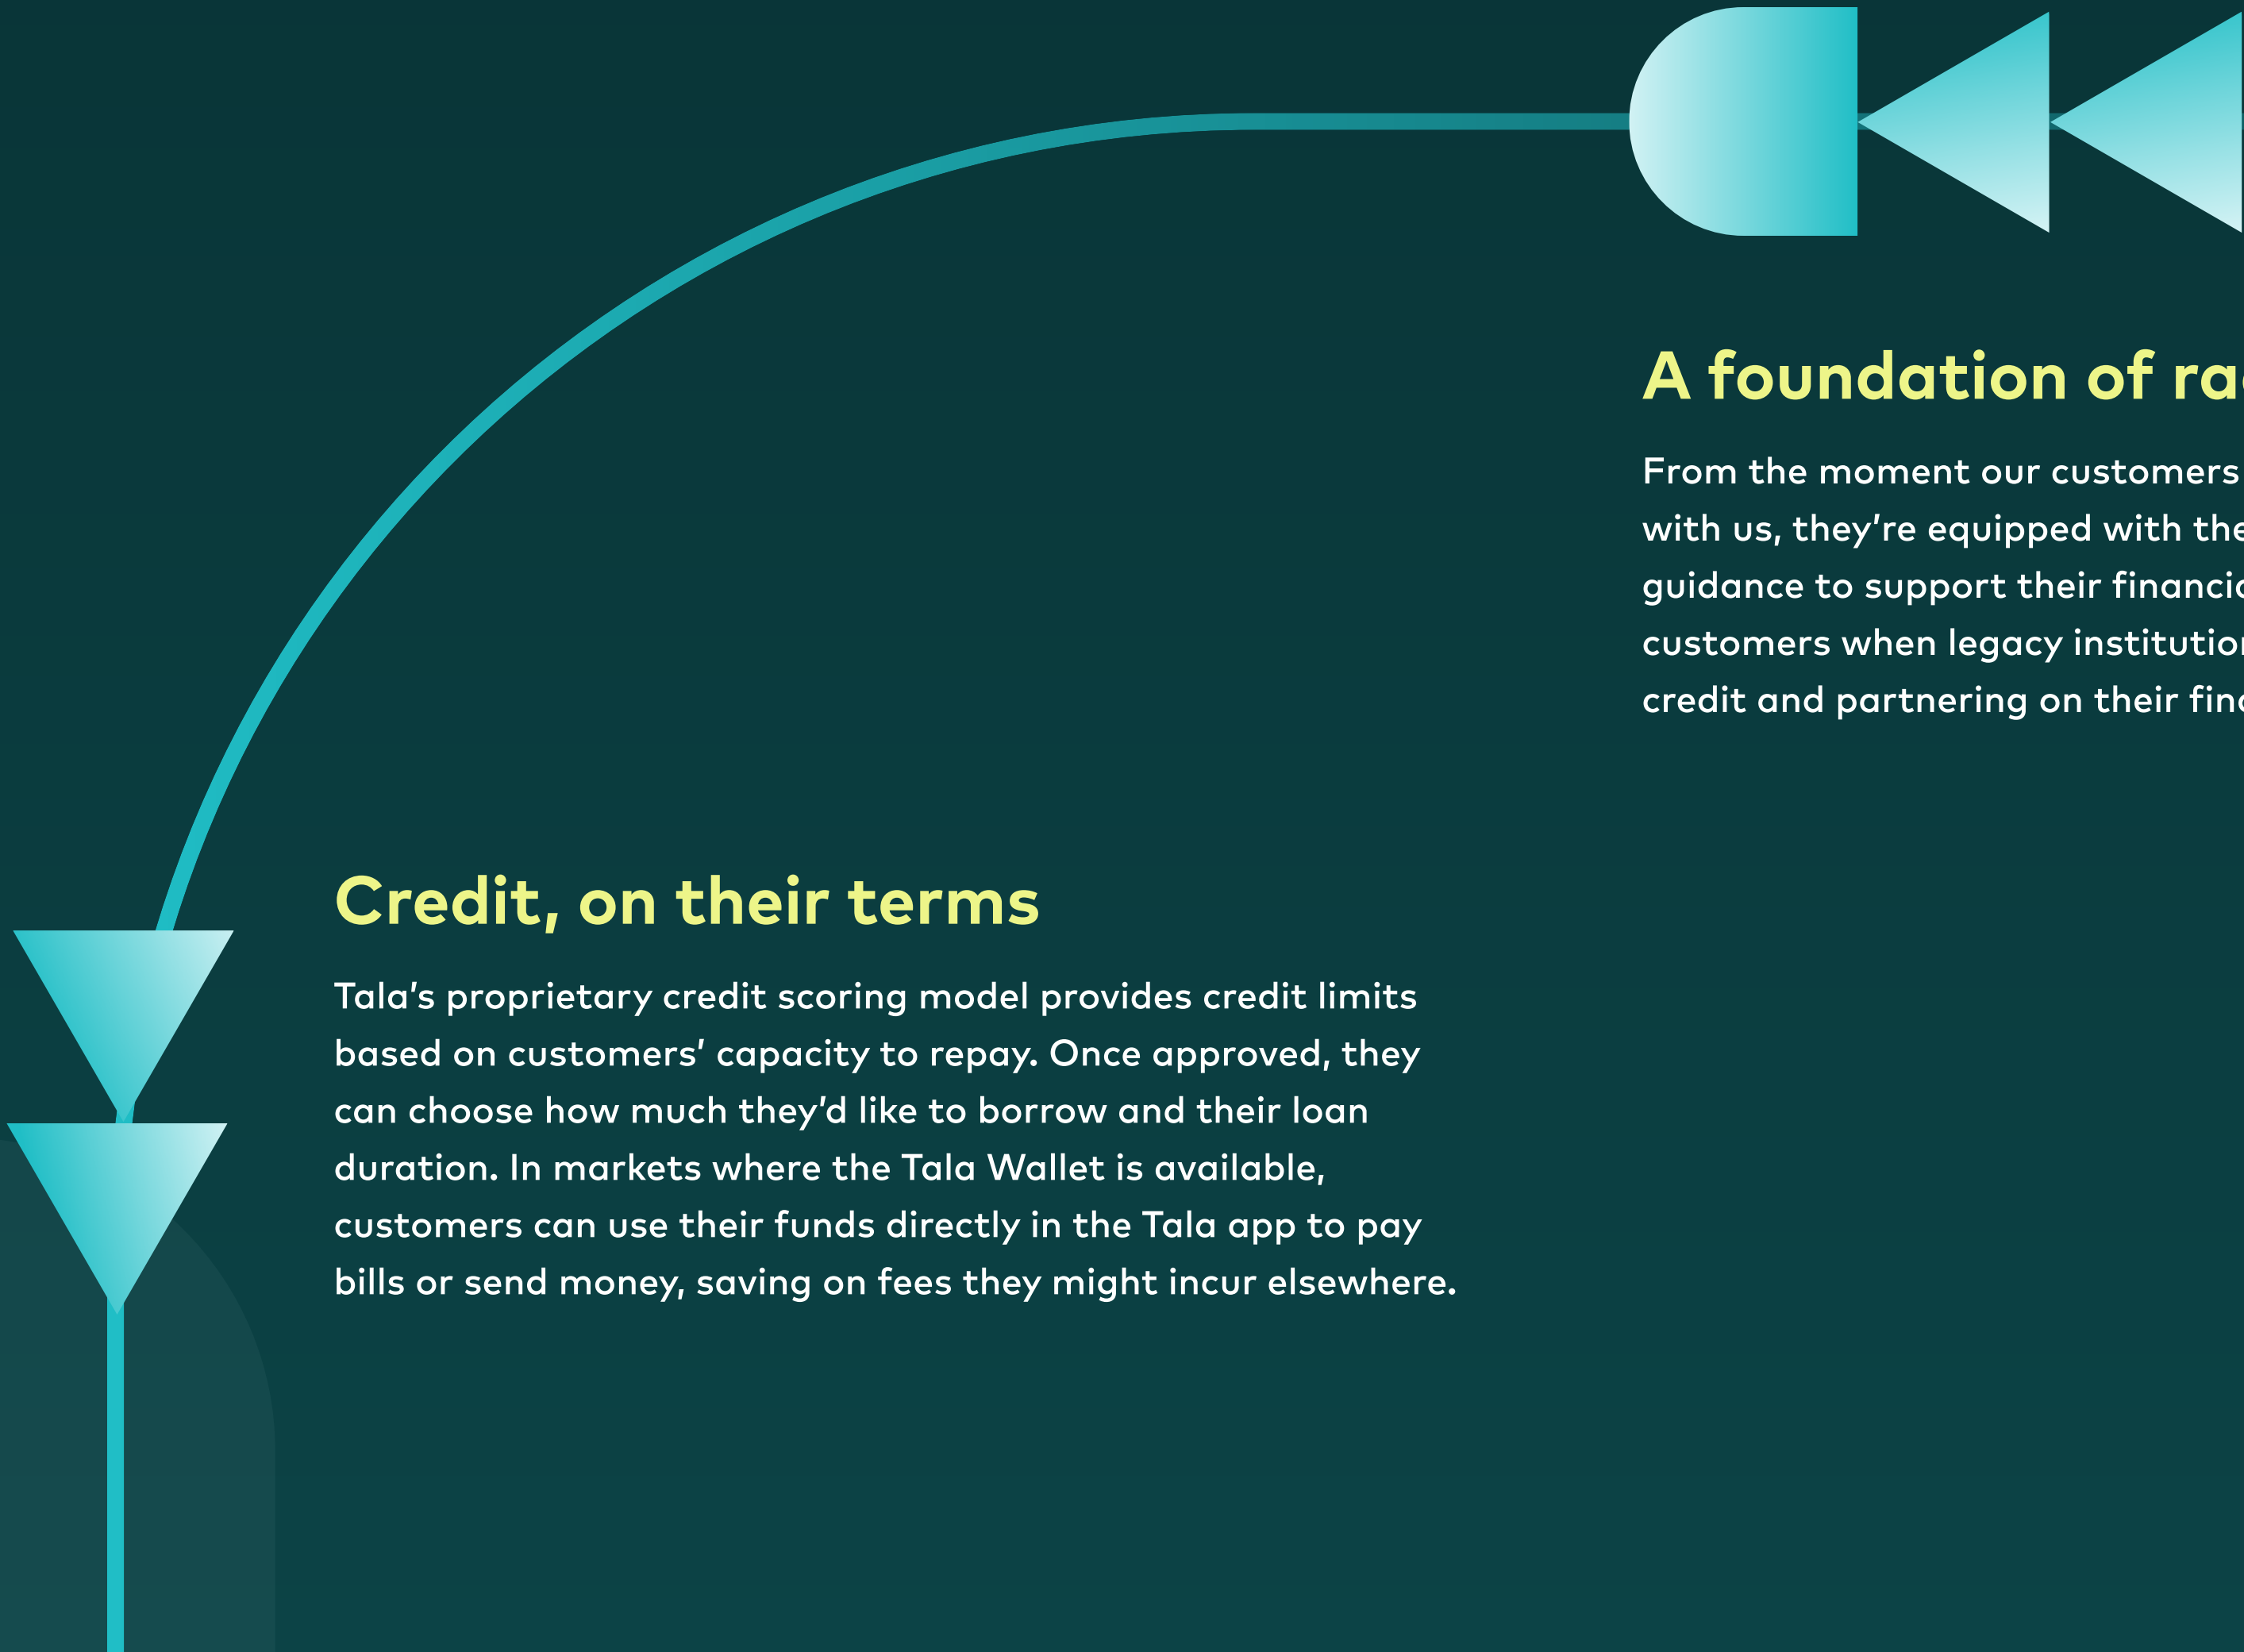 A foundation of
From the moment our customers
with us, they’re equipped with the
guidance to support their
customers when legacy
credit and partnering on their
Credit, on their terms
Tala’s proprietary credit scoring model provides credit limits
based on customers’ capacity to repay. Once approved, they
can choose how much they’d like to borrow and their loan
duration. In markets where the Tala Wallet is available,
customers can use their funds directly in the Tala app to pay
bills or send money, saving on fees they might incur elsewhere.